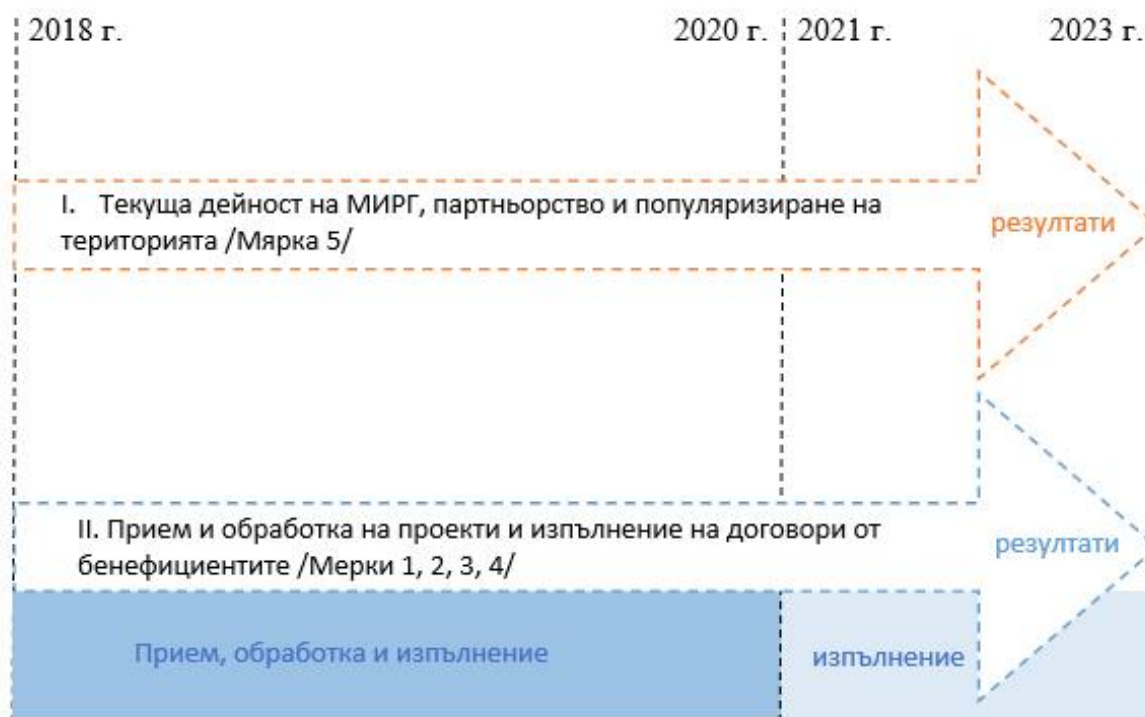 2018 г. 2020 г. 2021 г. 2023 г.
I. Текуща дейност на МИРГ, партньорство и популяризиране на
територията /Мярка 5/
резултати
II. Прием и обработка на проекти и изпълнение на договори от
бенефициентите /Мерки 1, 2, 3, 4/
резултати
Прием, обработка и изпълнение
изпълнение